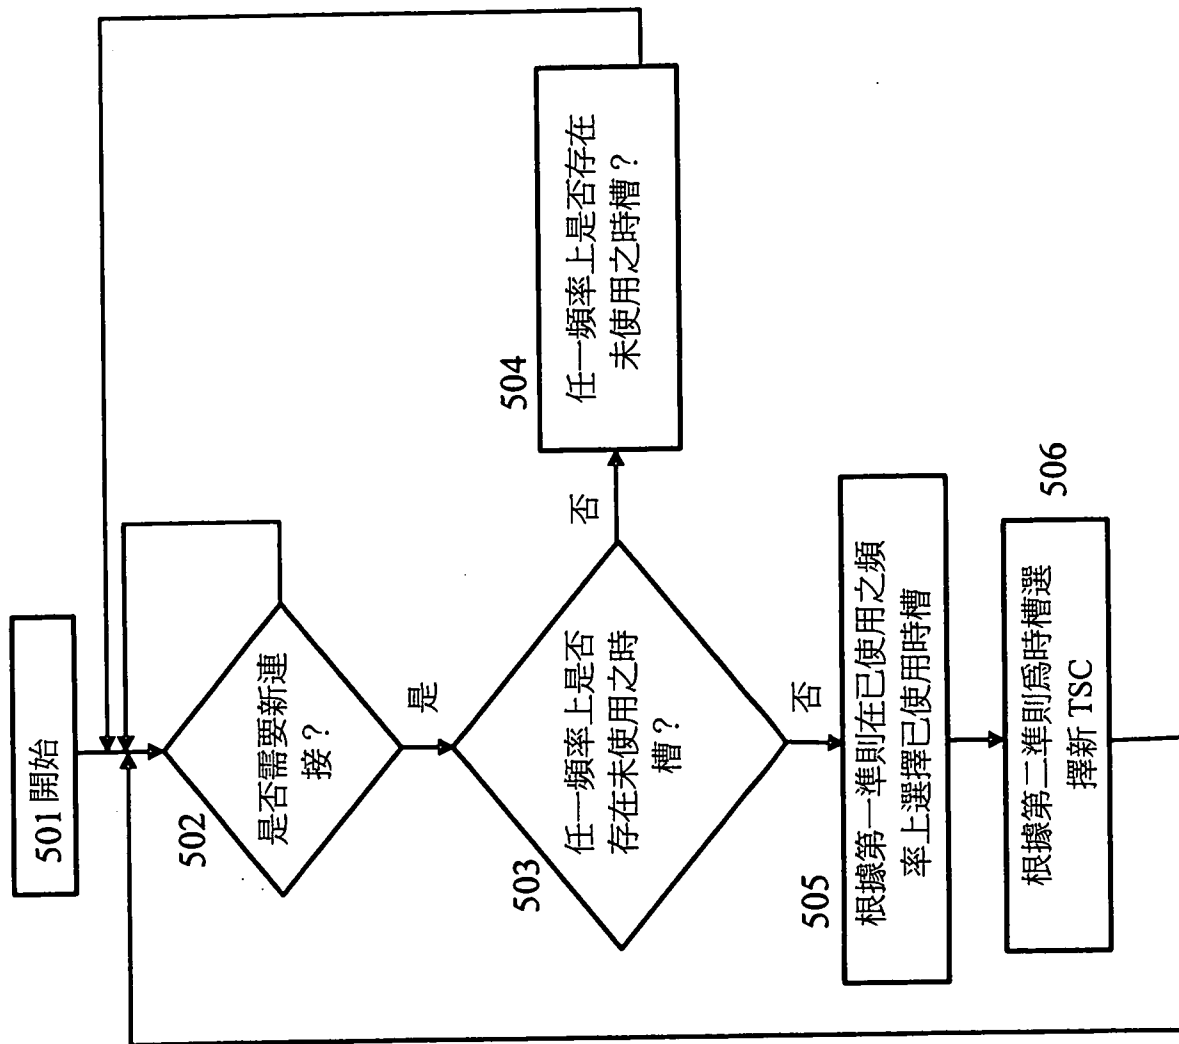 501 開始
502
是否需要新連
接？
是
503
任一頻率上是否
存在未使用之時
槽？
否
504
任一頻率上是否存在
未使用之時槽？
否
505
根據第一準則在已使用之頻
率上選擇已使用時槽
506
根據第二準則為時槽選
擇新 TSC